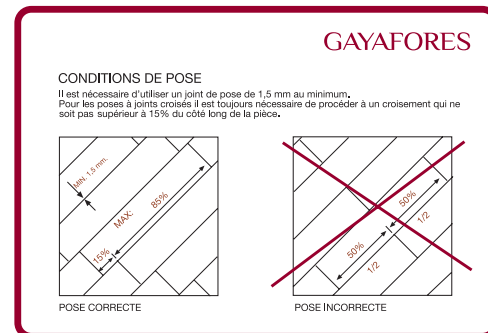 GAYAFORES
CONDITIONS DE POSE
Il est nécessaire d'utiliser un joint de pose de 1,5 mm au minimum.
Pour les poses à joints croisés il est toujours nécessaire de procéder à un croisement qui ne
soit pas supérieur à 15% du côté long de la pièce.
MIN. 1,5 mm.
MAX:
85%
15%
50%
1/2
50%
1/2
POSE CORRECTE
POSE INCORRECTE